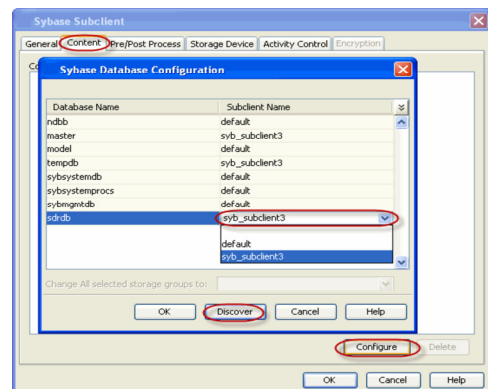 Sybase Subclient
General Content Pre/Post Process Storage Device Activity Control Encryption
Sybase Database Configuration
Database Name Subclient Name
ndbb default
master syb_subclient3
model default
tempdb syb_subclient3
sybsystemdb default
sybsystemprocs default
sybmgmtdb default
sdrdb syb_subclient3
default
syb_subclient3
Change All selected storage groups to:
OK Discover Cancel Help
Configure Delete
OK Cancel Help